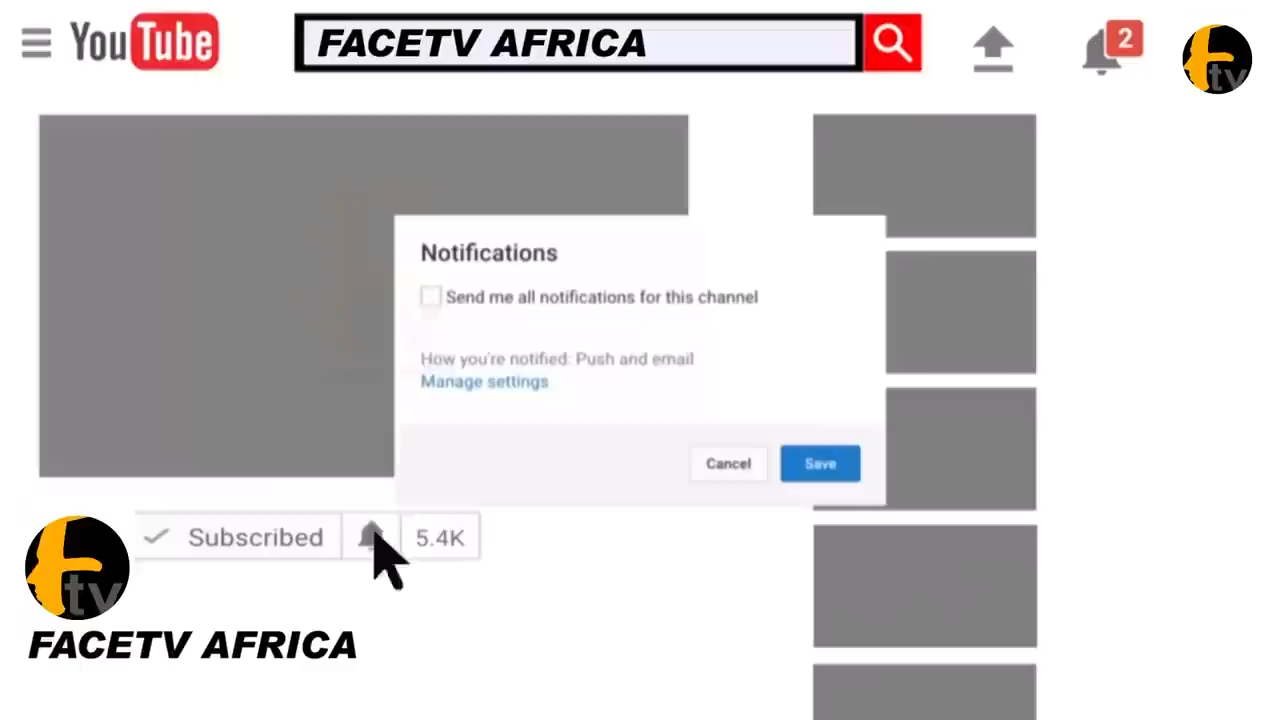 YouTube
FACETV AFRICA
2
tv
Notifications
Send me all notifications for this channel
How you're notified: Push and email
Manage settings
Cancel
Save
Subscribed
5.4K
tv
FACETV AFRICA